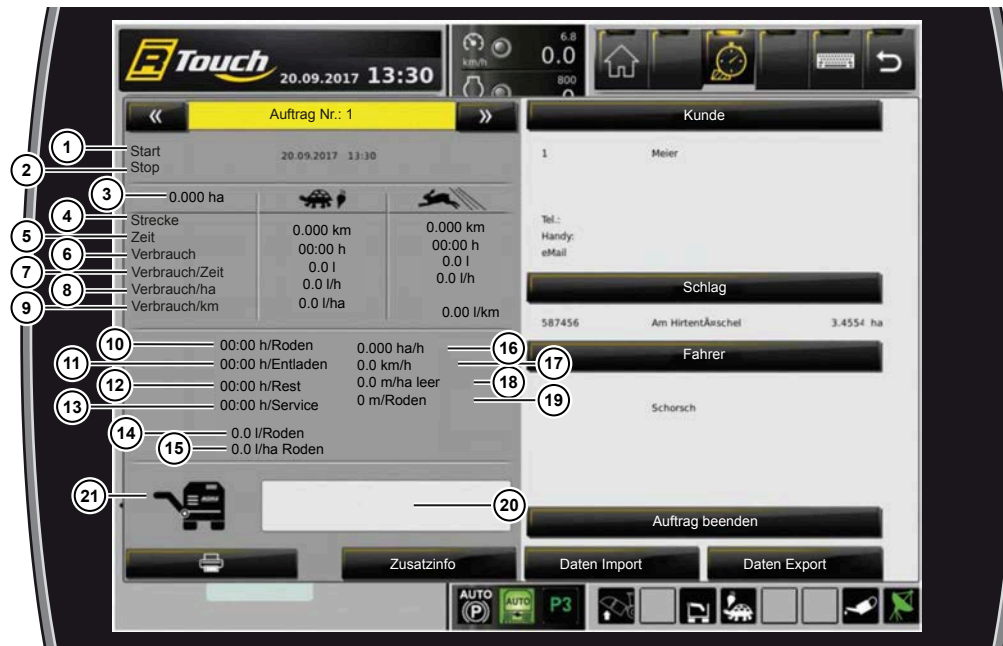 R Touch 20.09.2017 13:30
km/h 6.8
0.0
800
« Auftrag Nr.: 1 »
1 Start 20.09.2017 13:30
2 Stop
3 0.000 ha
4 Strecke 0.000 km 0.000 km
5 Zeit 00:00 h 00:00 h
6 Verbrauch 0.0 l 0.0 l
7 Verbrauch/Zeit 0.0 l/h 0.0 l/h
8 Verbrauch/ha 0.0 l/ha
9 Verbrauch/km 0.00 l/km
10 00:00 h/Roden 0.000 ha/h 16
11 00:00 h/Entladen 0.0 km/h 17
12 00:00 h/Rest 0.0 m/ha leer 18
13 00:00 h/Service 0 m/Roden 19
14 0.0 l/Roden
15 0.0 l/ha Roden
21
20
Zusatzinfo
Kunde
1 Meier
Tel.:
Handy:
eMail
Schlag
587456 Am HirtentÄ¤schel 3.4554 ha
Fahrer
Schorsch
Auftrag beenden
Daten Import Daten Export
AUTO (P) AUTO P3